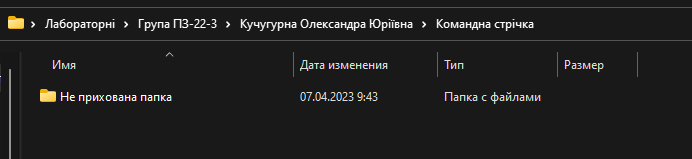 Лабораторні > Група ПЗ-22-3 > Кучугурна Олександра Юріївна > Командна стрічка
Имя Дата изменения Тип Размер
Не прихована папка 07.04.2023 9:43 Папка с файлами